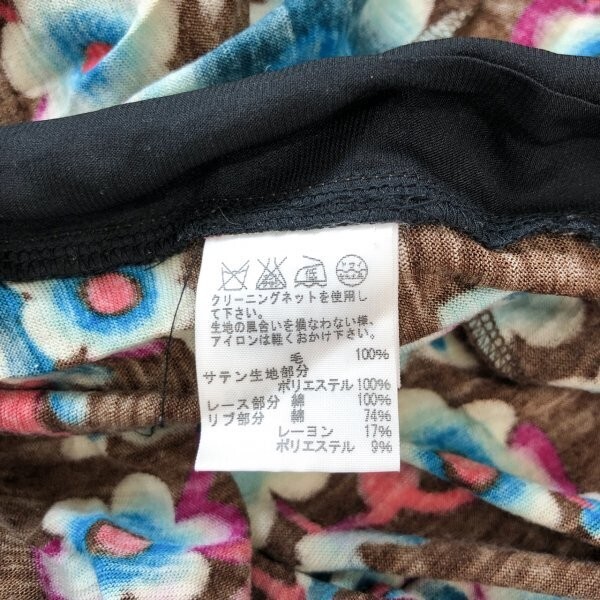 クリーニングネットを使用し
て下さい。
生地の風合いを損なわない様、
アイロンは軽くおかけ下さい。
毛 100%
サテン生地部分
ポリエステル 100%
レース部分 綿 100%
リブ部分 綿 74%
レーヨン 17%
ポリエステル 9%